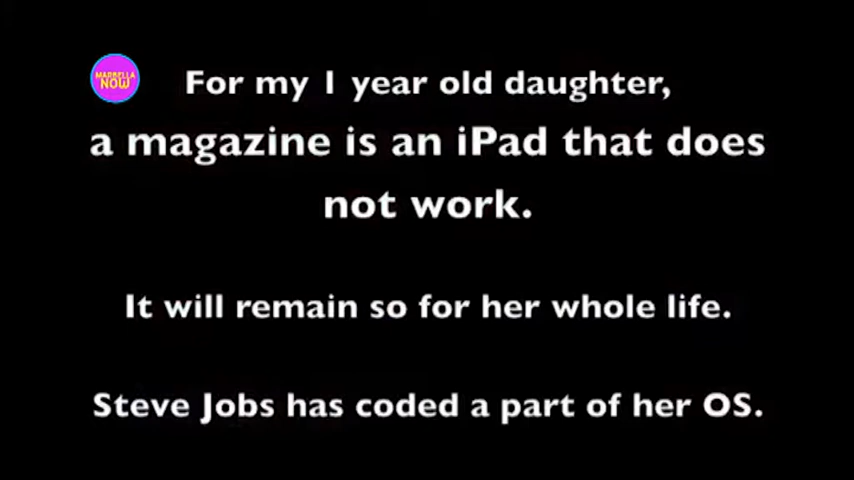 MARBELLA
NOW
For my 1 year old daughter,
a magazine is an iPad that does
not work.
It will remain so for her whole life.
Steve Jobs has coded a part of her OS.